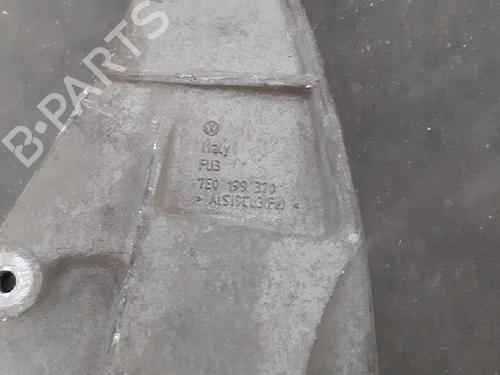 B-PARTS
Italy
FU3
7E0 199 370
> ALSI9CU3(Fe) <